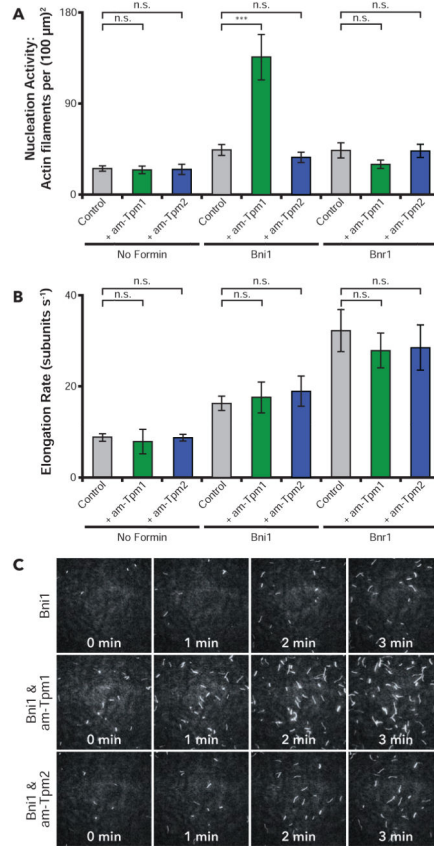 A
Nucleation Activity:
Actin filaments per (100 µm)²
180
90
0
n.s.
n.s.
n.s.
n.s.
***
n.s.
n.s.
Control
+ am-Tpm1
+ am-Tpm2
Control
+ am-Tpm1
+ am-Tpm2
Control
+ am-Tpm1
+ am-Tpm2
No Formin
Bni1
Bnr1
B
Elongation Rate (subunits s⁻¹)
40
20
0
n.s.
n.s.
n.s.
n.s.
n.s.
n.s.
Control
+ am-Tpm1
+ am-Tpm2
Control
+ am-Tpm1
+ am-Tpm2
Control
+ am-Tpm1
+ am-Tpm2
No Formin
Bni1
Bnr1
C
Bni1
0 min
1 min
2 min
3 min
Bni1 &
am-Tpm1
0 min
1 min
2 min
3 min
Bni1 &
am-Tpm2
0 min
1 min
2 min
3 min